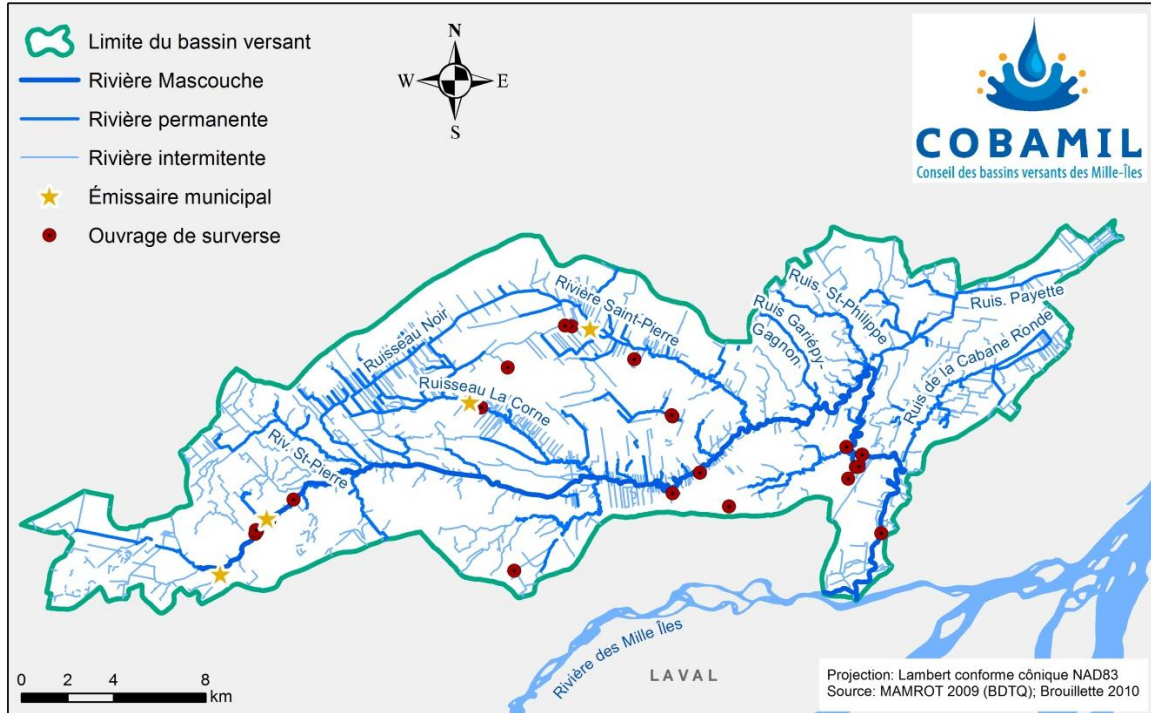 Limite du bassin versant
Rivière Mascouche
Rivière permanente
Rivière intermitente
Émissaire municipal
Ouvrage de surverse
N
W E
S
COBAMIL
Conseil des bassins versants des Mille-Îles
Ruis. St-Philippe
Ruis. Payette
Ruis Gariépy-
Gagnon
Rivière Saint-Pierre
Ruisseau Noir
Ruis de la Cabane Ronde
Ruisseau La Corne
Riv. St-Pierre
Rivière des Mille Îles
LAVAL
0 2 4 8
km
Projection: Lambert conforme cônique NAD83
Source: MAMROT 2009 (BDTQ); Brouillette 2010